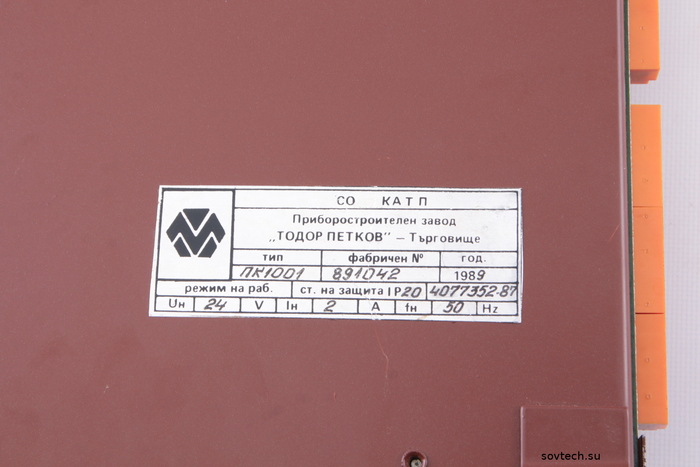 СО КАТП
Приборостроителен завод
„ТОДОР ПЕТКОВ" – Търговище
тип фабричен № год.
ПК1001 891042 1989
режим на раб. ст. на защита IP20 4077352-87
Uн 24 V Iн 2 A fн 50 Hz
sovtech.su